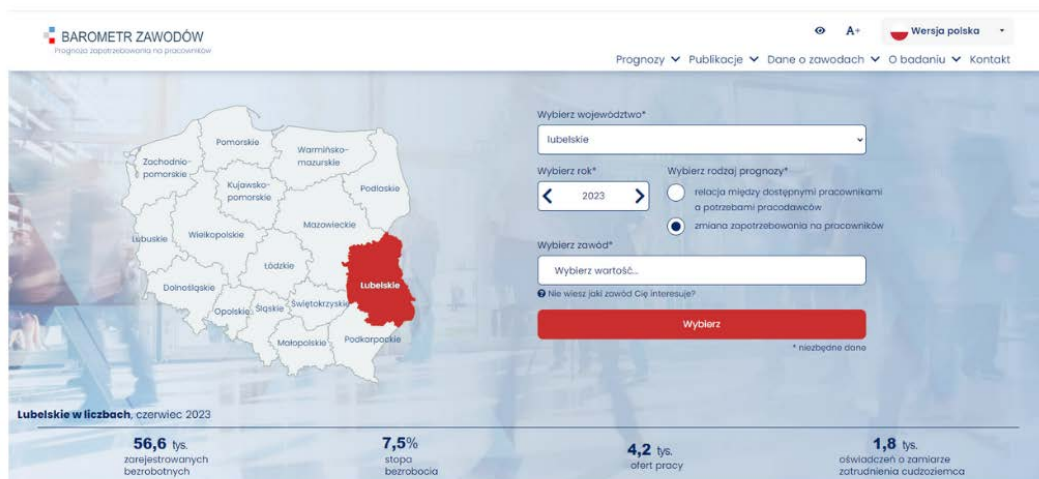 BAROMETR ZAWODÓW
Prognoza zapotrzebowania na pracowników
A+
Wersja polska
Prognozy
Publikacje
Dane o zawodach
O badaniu
Kontakt
Pomorskie
Warmińsko-
mazurskie
Zachodnio-
pomorskie
Kujawsko-
pomorskie
Podlaskie
Mazowieckie
Lubuskie
Wielkopolskie
Łódzkie
Lubelskie
Dolnośląskie
Opolskie
Śląskie
Świętokrzyskie
Małopolskie
Podkarpackie
Wybierz województwo*
lubelskie
Wybierz rok*
2023
Wybierz rodzaj prognozy*
relacja między dostępnymi pracownikami
a potrzebami pracodawców
zmiana zapotrzebowania na pracowników
Wybierz zawód*
Wybierz wartość...
Nie wiesz jaki zawód Cię interesuje?
Wybierz
* niezbędne dane
Lubelskie w liczbach, czerwiec 2023
56,6 tys.
zarejestrowanych
bezrobotnych
7,5%
stopa
bezrobocia
4,2 tys.
ofert pracy
1,8 tys.
oświadczeń o zamiarze
zatrudnienia cudzoziemca